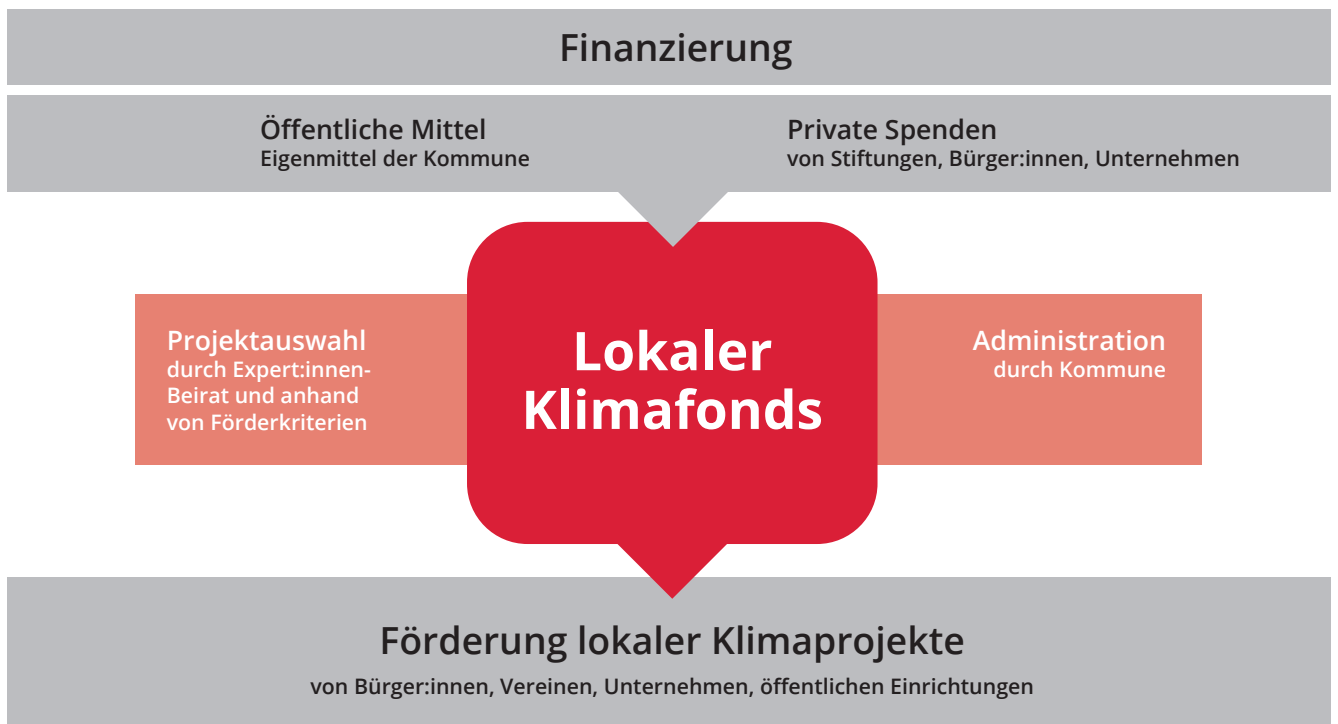 Finanzierung
Öffentliche Mittel
Eigenmittel der Kommune
Private Spenden
von Stiftungen, Bürger:innen, Unternehmen
Projektauswahl
durch Expert:innen-
Beirat und anhand
von Förderkriterien
Lokaler
Klimafonds
Administration
durch Kommune
Förderung lokaler Klimaprojekte
von Bürger:innen, Vereinen, Unternehmen, öffentlichen Einrichtungen